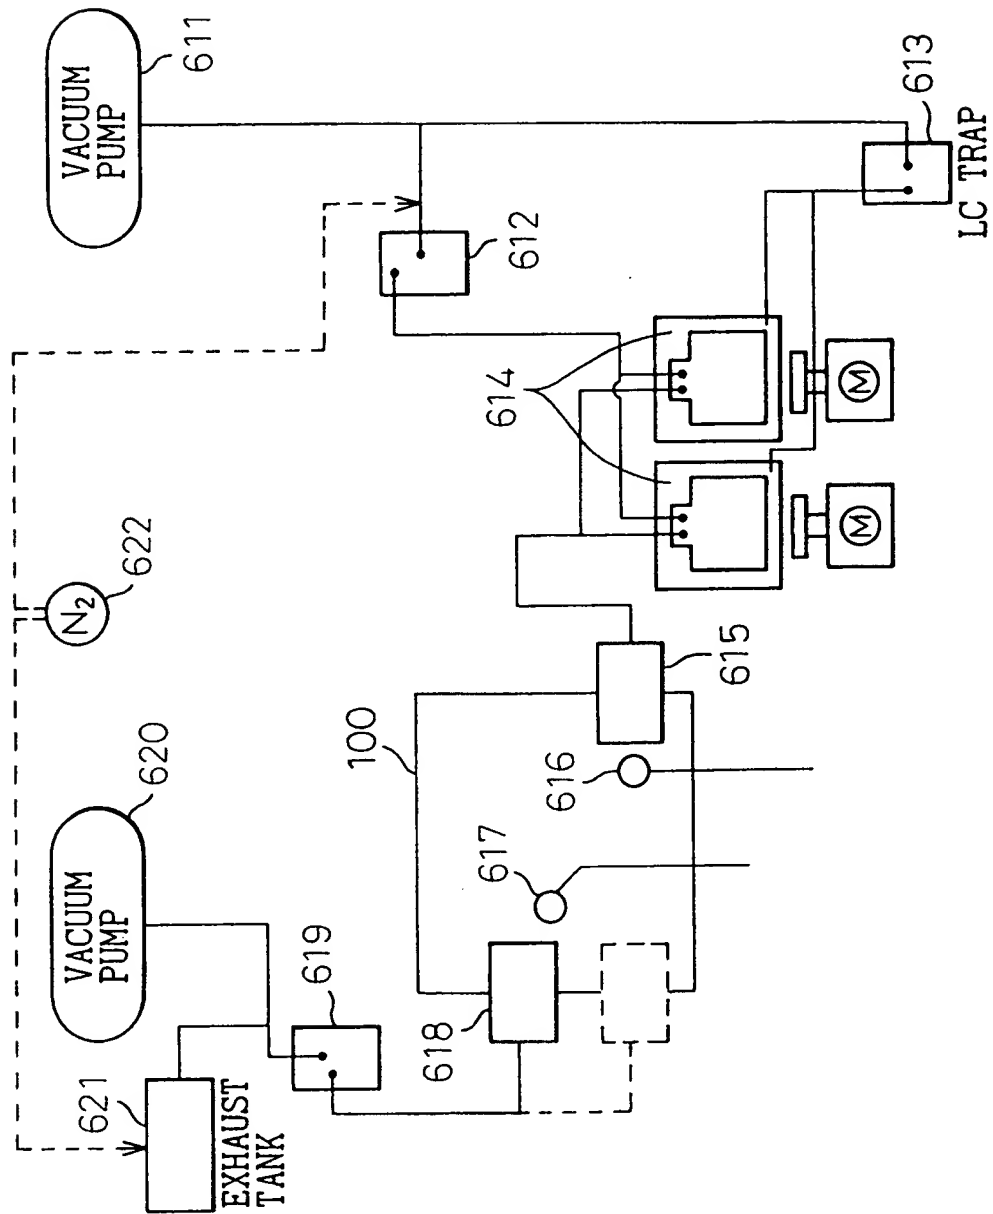 VACUUM
PUMP
620
N2
622
VACUUM
PUMP
611
621
EXHAUST
TANK
619
100
612
618
617
616
615
614
M
M
613
LC TRAP